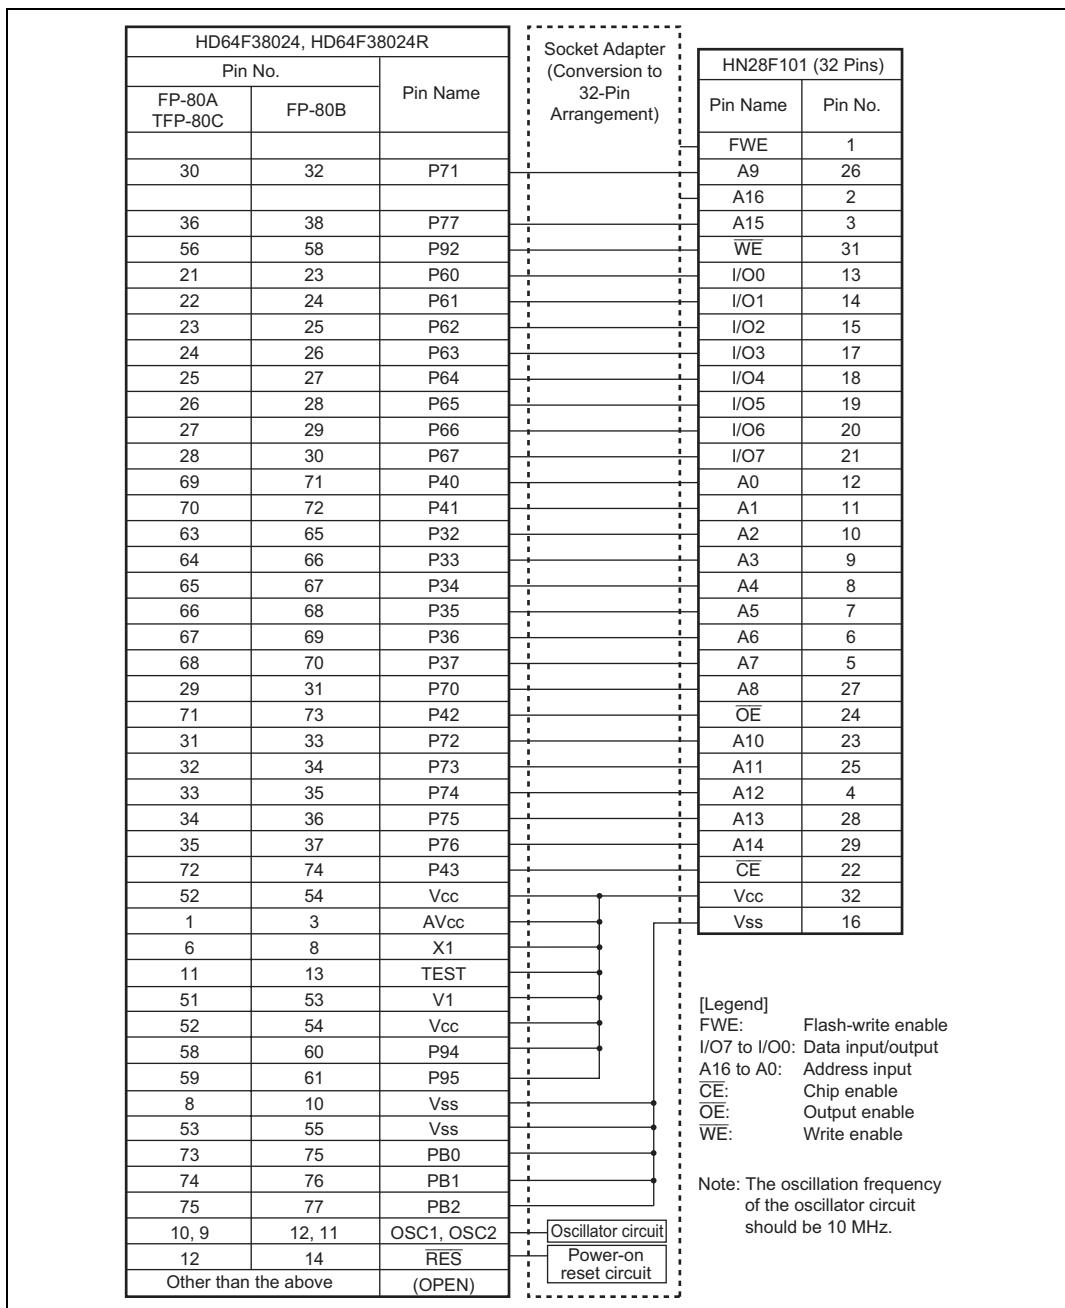 HD64F38024, HD64F38024R
Pin No.
Pin Name
FP-80A
TFP-80C
FP-80B
30 32 P71
36 38 P77
56 58 P92
21 23 P60
22 24 P61
23 25 P62
24 26 P63
25 27 P64
26 28 P65
27 29 P66
28 30 P67
69 71 P40
70 72 P41
63 65 P32
64 66 P33
65 67 P34
66 68 P35
67 69 P36
68 70 P37
29 31 P70
71 73 P42
31 33 P72
32 34 P73
33 35 P74
34 36 P75
35 37 P76
72 74 P43
52 54 Vcc
1 3 AVcc
6 8 X1
11 13 TEST
51 53 V1
52 54 Vcc
58 60 P94
59 61 P95
8 10 Vss
53 55 Vss
73 75 PB0
74 76 PB1
75 77 PB2
10, 9 12, 11 OSC1, OSC2
12 14 R̅E̅S̅
Other than the above (OPEN)
Socket Adapter
(Conversion to
32-Pin
Arrangement)
Oscillator circuit
Power-on
reset circuit
HN28F101 (32 Pins)
Pin Name Pin No.
FWE 1
A9 26
A16 2
A15 3
W̅E̅ 31
I/O0 13
I/O1 14
I/O2 15
I/O3 17
I/O4 18
I/O5 19
I/O6 20
I/O7 21
A0 12
A1 11
A2 10
A3 9
A4 8
A5 7
A6 6
A7 5
A8 27
O̅E̅ 24
A10 23
A11 25
A12 4
A13 28
A14 29
C̅E̅ 22
Vcc 32
Vss 16
[Legend]
FWE: Flash-write enable
I/O7 to I/O0: Data input/output
A16 to A0: Address input
C̅E̅: Chip enable
O̅E̅: Output enable
W̅E̅: Write enable
Note: The oscillation frequency
of the oscillator circuit
should be 10 MHz.